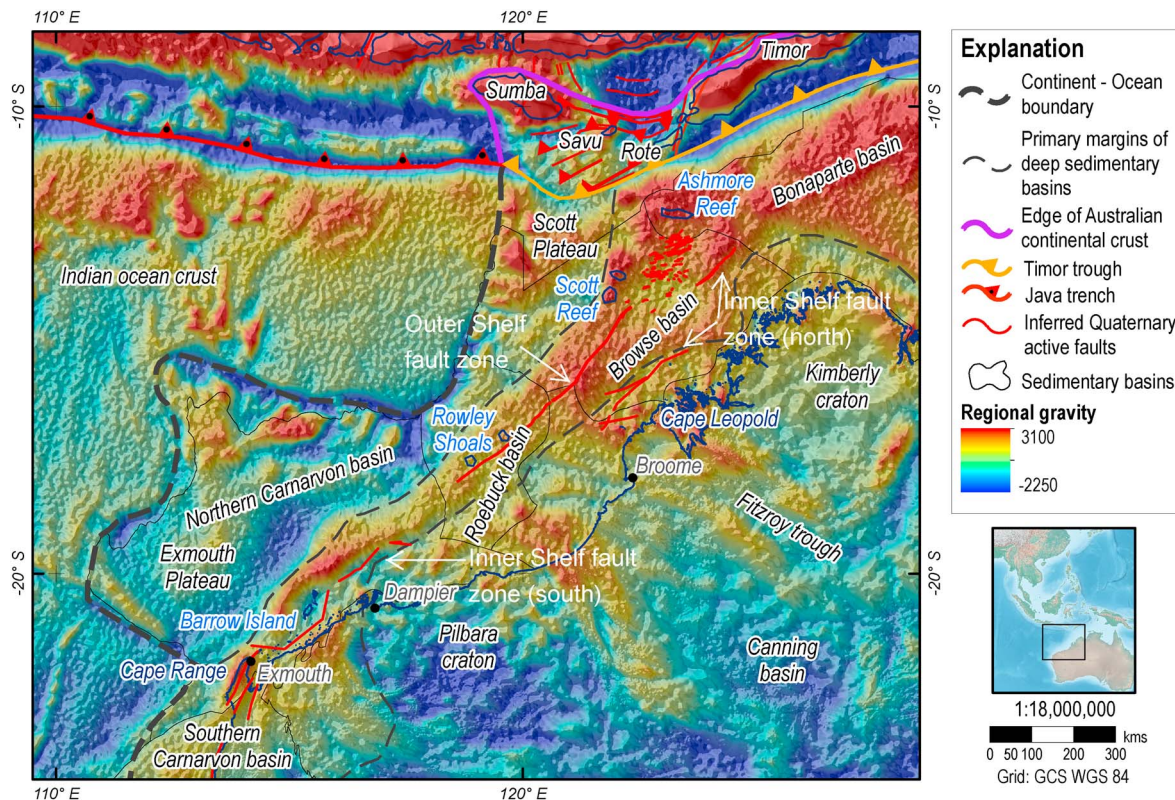 110° E
120° E
-10° S
-20° S
Timor
Sumba
Savu
Rote
Ashmore
Reef
Bonaparte basin
Scott
Plateau
Indian ocean crust
Scott
Reef
Inner Shelf fault
zone (north)
Outer Shelf
fault zone
Browse basin
Kimberly
craton
Cape Leopold
Rowley
Shoals
Broome
Northern Carnarvon basin
Roebuck basin
Fitzroy trough
Exmouth
Plateau
Inner Shelf fault
zone (south)
Dampier
Barrow Island
Pilbara
craton
Canning
basin
Cape Range
Exmouth
Southern
Carnarvon basin
110° E
120° E
-10° S
-20° S
Explanation
Continent - Ocean
boundary
Primary margins of
deep sedimentary
basins
Edge of Australian
continental crust
Timor trough
Java trench
Inferred Quaternary
active faults
Sedimentary basins
Regional gravity
3100
-2250
1:18,000,000
0 50 100 200 300 kms
Grid: GCS WGS 84